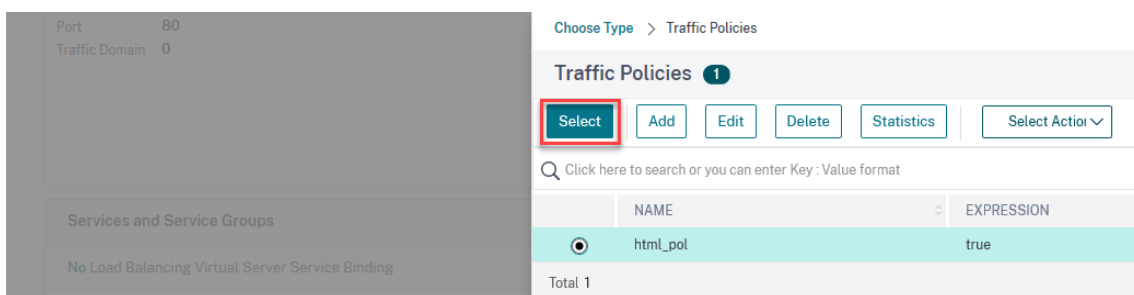 Port 80
Traffic Domain 0
Services and Service Groups
No Load Balancing Virtual Server Service Binding
Choose Type > Traffic Policies
Traffic Policies 1
Select Add Edit Delete Statistics Select Action
Click here to search or you can enter Key : Value format
NAME EXPRESSION
html_pol true
Total 1